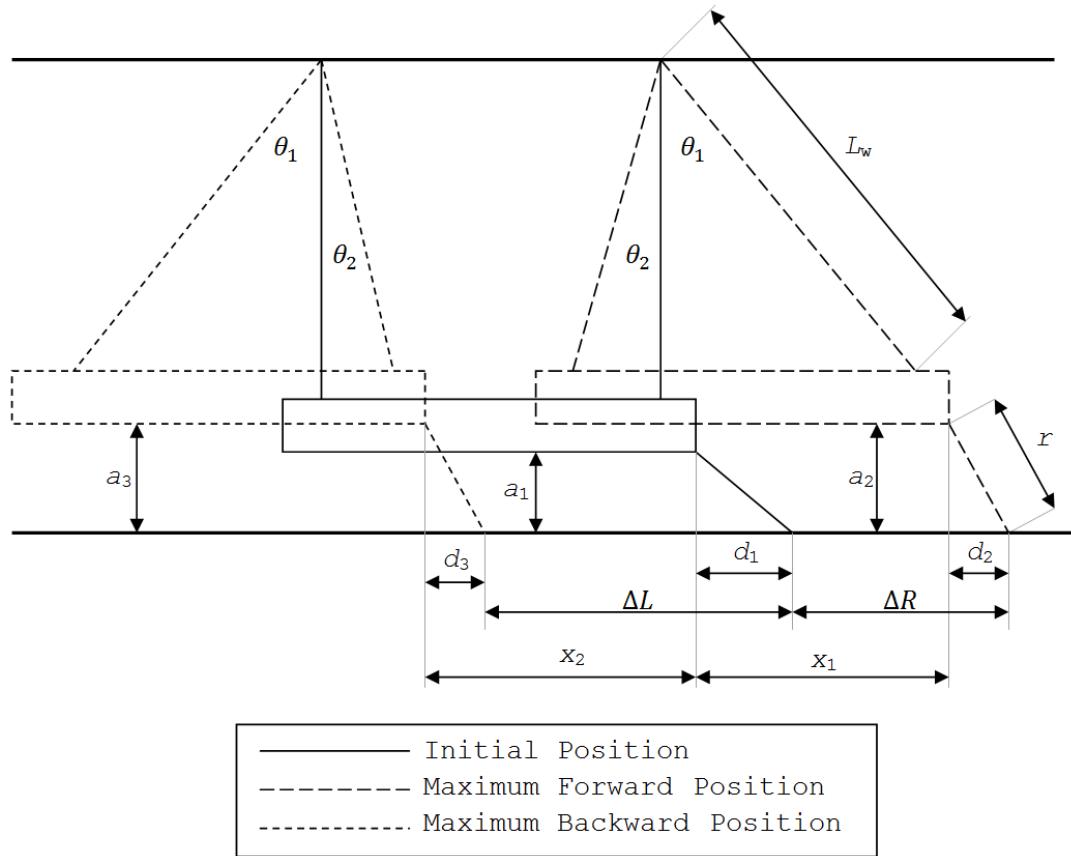 θ₁
θ₁
L_w
θ₂
θ₂
r
a₃
a₁
a₂
d₃
d₁
d₂
ΔL
ΔR
x₂
x₁
Initial Position
Maximum Forward Position
Maximum Backward Position